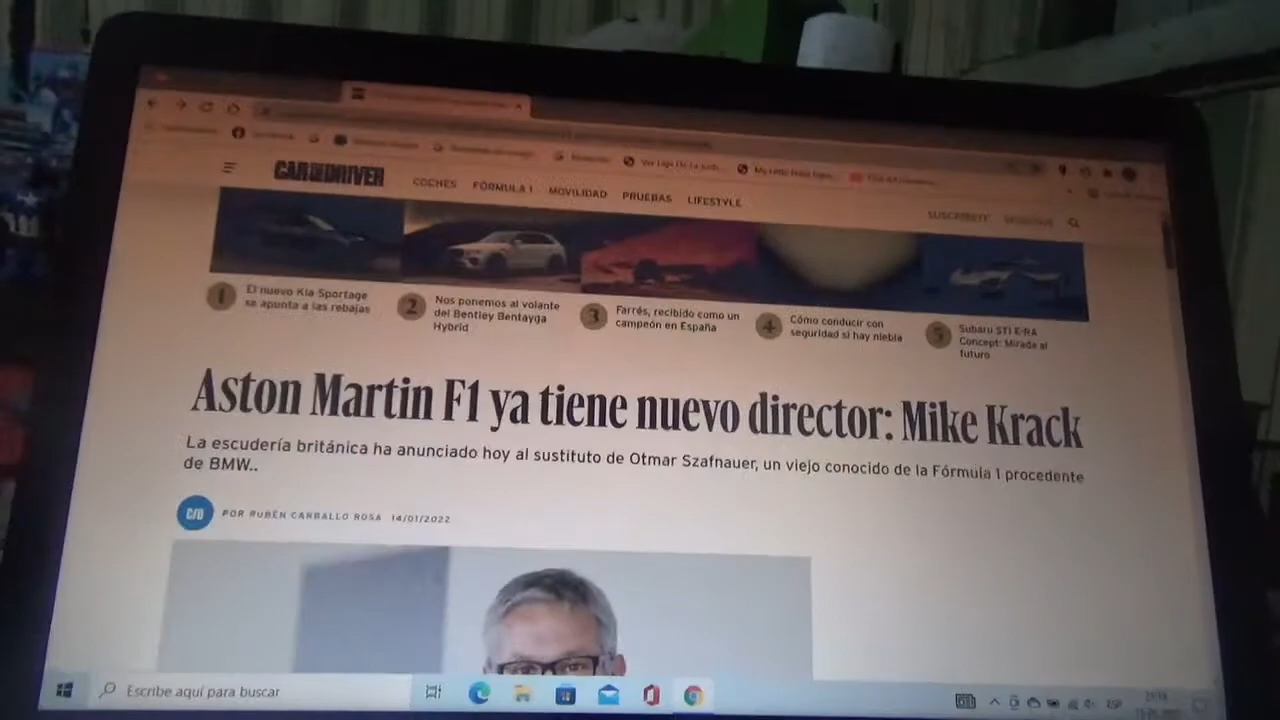 CAR AND DRIVER
COCHES FÓRMULA 1 MOVILIDAD PRUEBAS LIFESTYLE
SUSCRÍBETE
1 El nuevo Kia Sportage
se apunta a las rebajas
2 Nos ponemos al volante
del Bentley Bentayga
Hybrid
3 Farrés, recibido como un
campeón en España
4 Cómo conducir con
seguridad si hay niebla
5 Subaru STI E-RA
Concept: Mirada al
futuro
Aston Martin F1 ya tiene nuevo director: Mike Krack
La escudería británica ha anunciado hoy al sustituto de Otmar Szafnauer, un viejo conocido de la Fórmula 1 procedente
de BMW..
C/D POR RUBÉN CARBALLO ROSA 14/01/2022
Escribe aquí para buscar
ESP